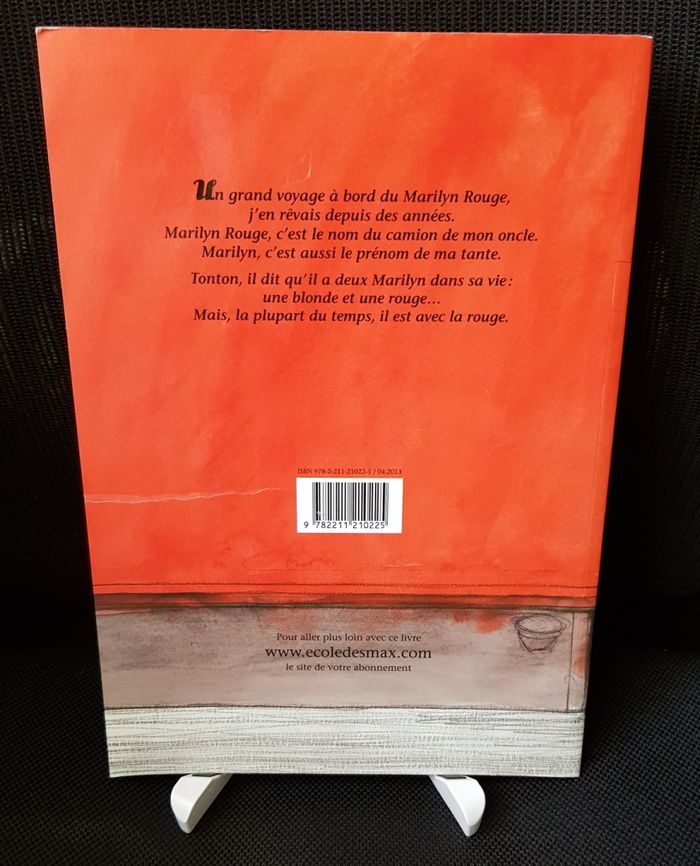 Un grand voyage à bord du Marilyn Rouge,
j'en rêvais depuis des années.
Marilyn Rouge, c'est le nom du camion de mon oncle.
Marilyn, c'est aussi le prénom de ma tante.
Tonton, il dit qu'il a deux Marilyn dans sa vie :
une blonde et une rouge...
Mais, la plupart du temps, il est avec la rouge.
ISBN 978-2-211-21022-5 / 04.2013
9 782211 210225
Pour aller plus loin avec ce livre
www.ecoledesmax.com
le site de votre abonnement